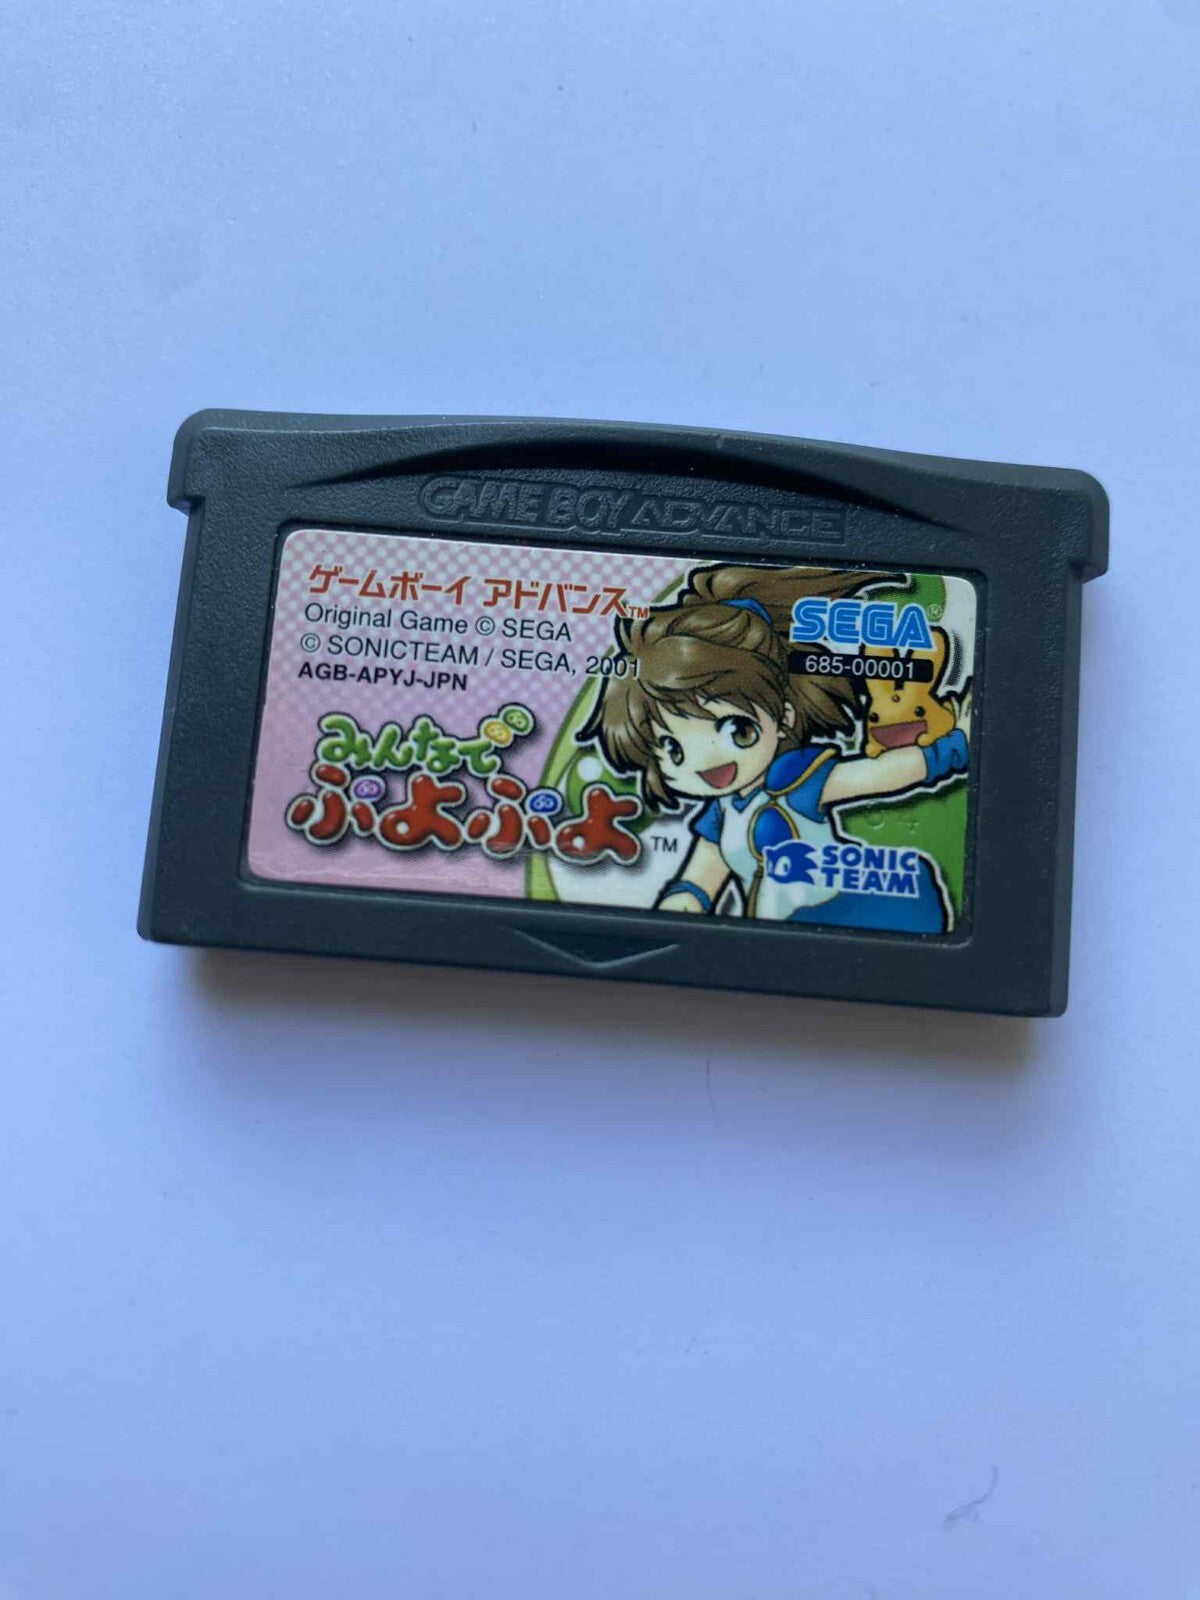 GAME BOY ADVANCE
ゲームボーイ アドバンス™
Original Game © SEGA
© SONICTEAM / SEGA, 2001
AGB-APYJ-JPN
SEGA®
685-00001
みんなで
ぷよぷよ™
SONIC
TEAM
04